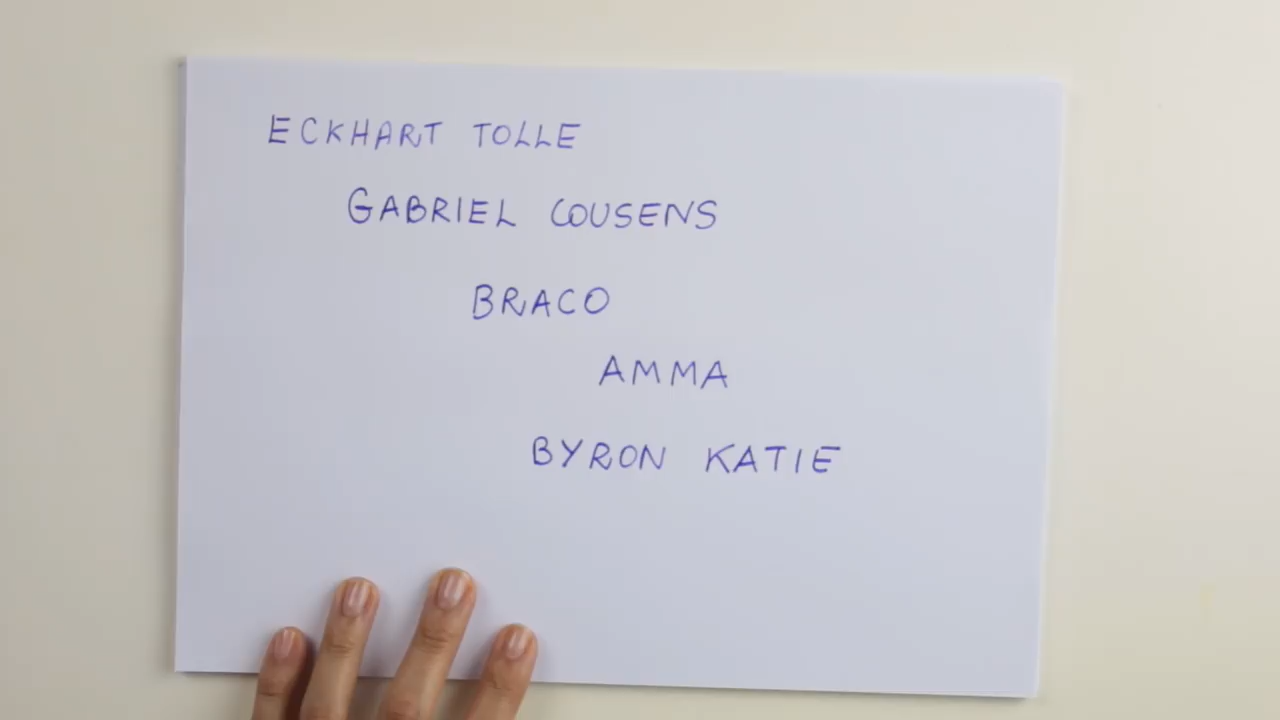 ECKHART TOLLE
GABRIEL COUSENS
BRACO
AMMA
BYRON KATIE